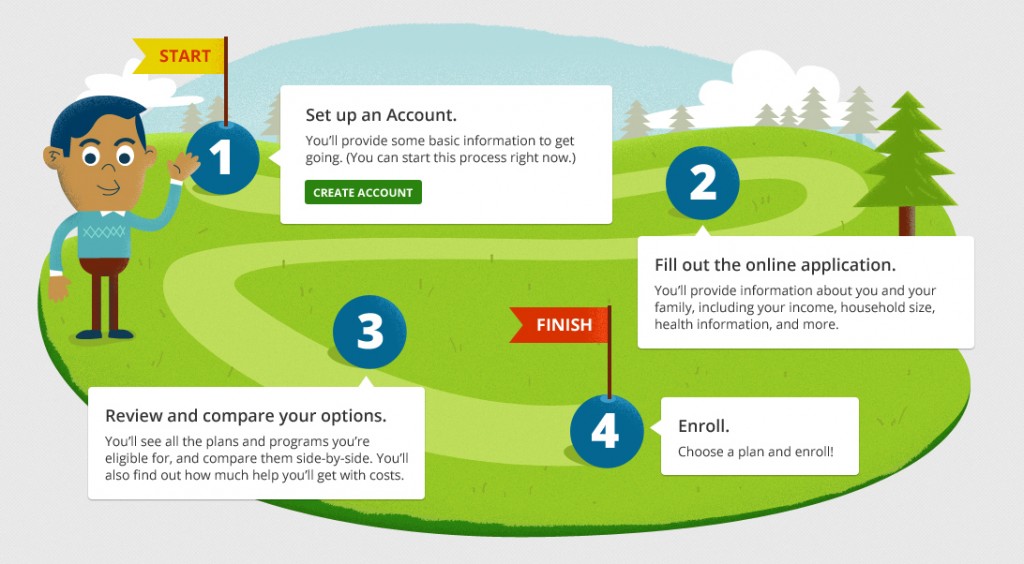 START
1
Set up an Account.
You'll provide some basic information to get
going. (You can start this process right now.)
CREATE ACCOUNT
2
Fill out the online application.
You'll provide information about you and your
family, including your income, household size,
health information, and more.
3
Review and compare your options.
You'll see all the plans and programs you're
eligible for, and compare them side-by-side. You'll
also find out how much help you'll get with costs.
FINISH
4
Enroll.
Choose a plan and enroll!